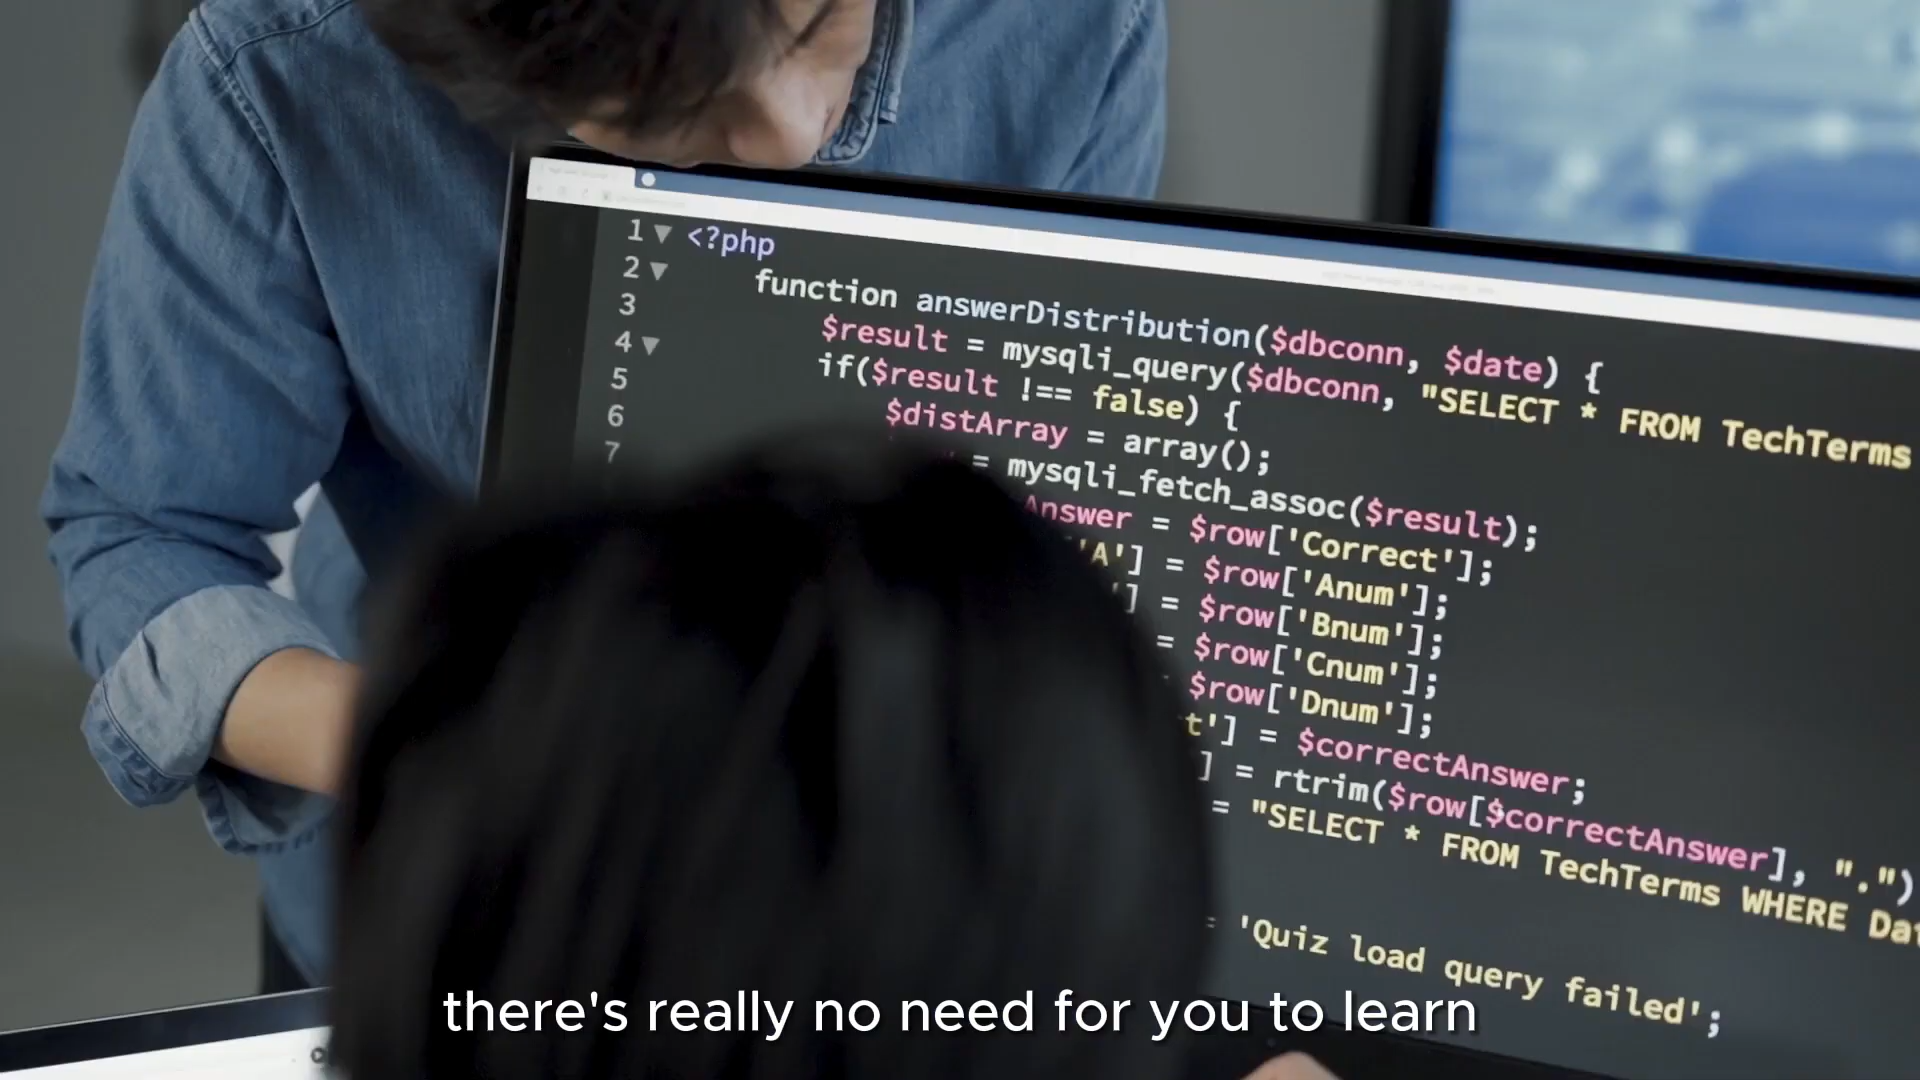 1 <?php
2 function answerDistribution($dbconn, $date) {
3 $result = mysqli_query($dbconn, "SELECT * FROM TechTerms
4 if($result !== false) {
5 $distArray = array();
6 = mysqli_fetch_assoc($result);
7 Answer = $row['Correct'];
'A'] = $row['Anum'];
'] = $row['Bnum'];
= $row['Cnum'];
$row['Dnum'];
t'] = $correctAnswer;
] = rtrim($row[$correctAnswer], ".")
= "SELECT * FROM TechTerms WHERE Dat
= 'Quiz load query failed';
there's really no need for you to learn